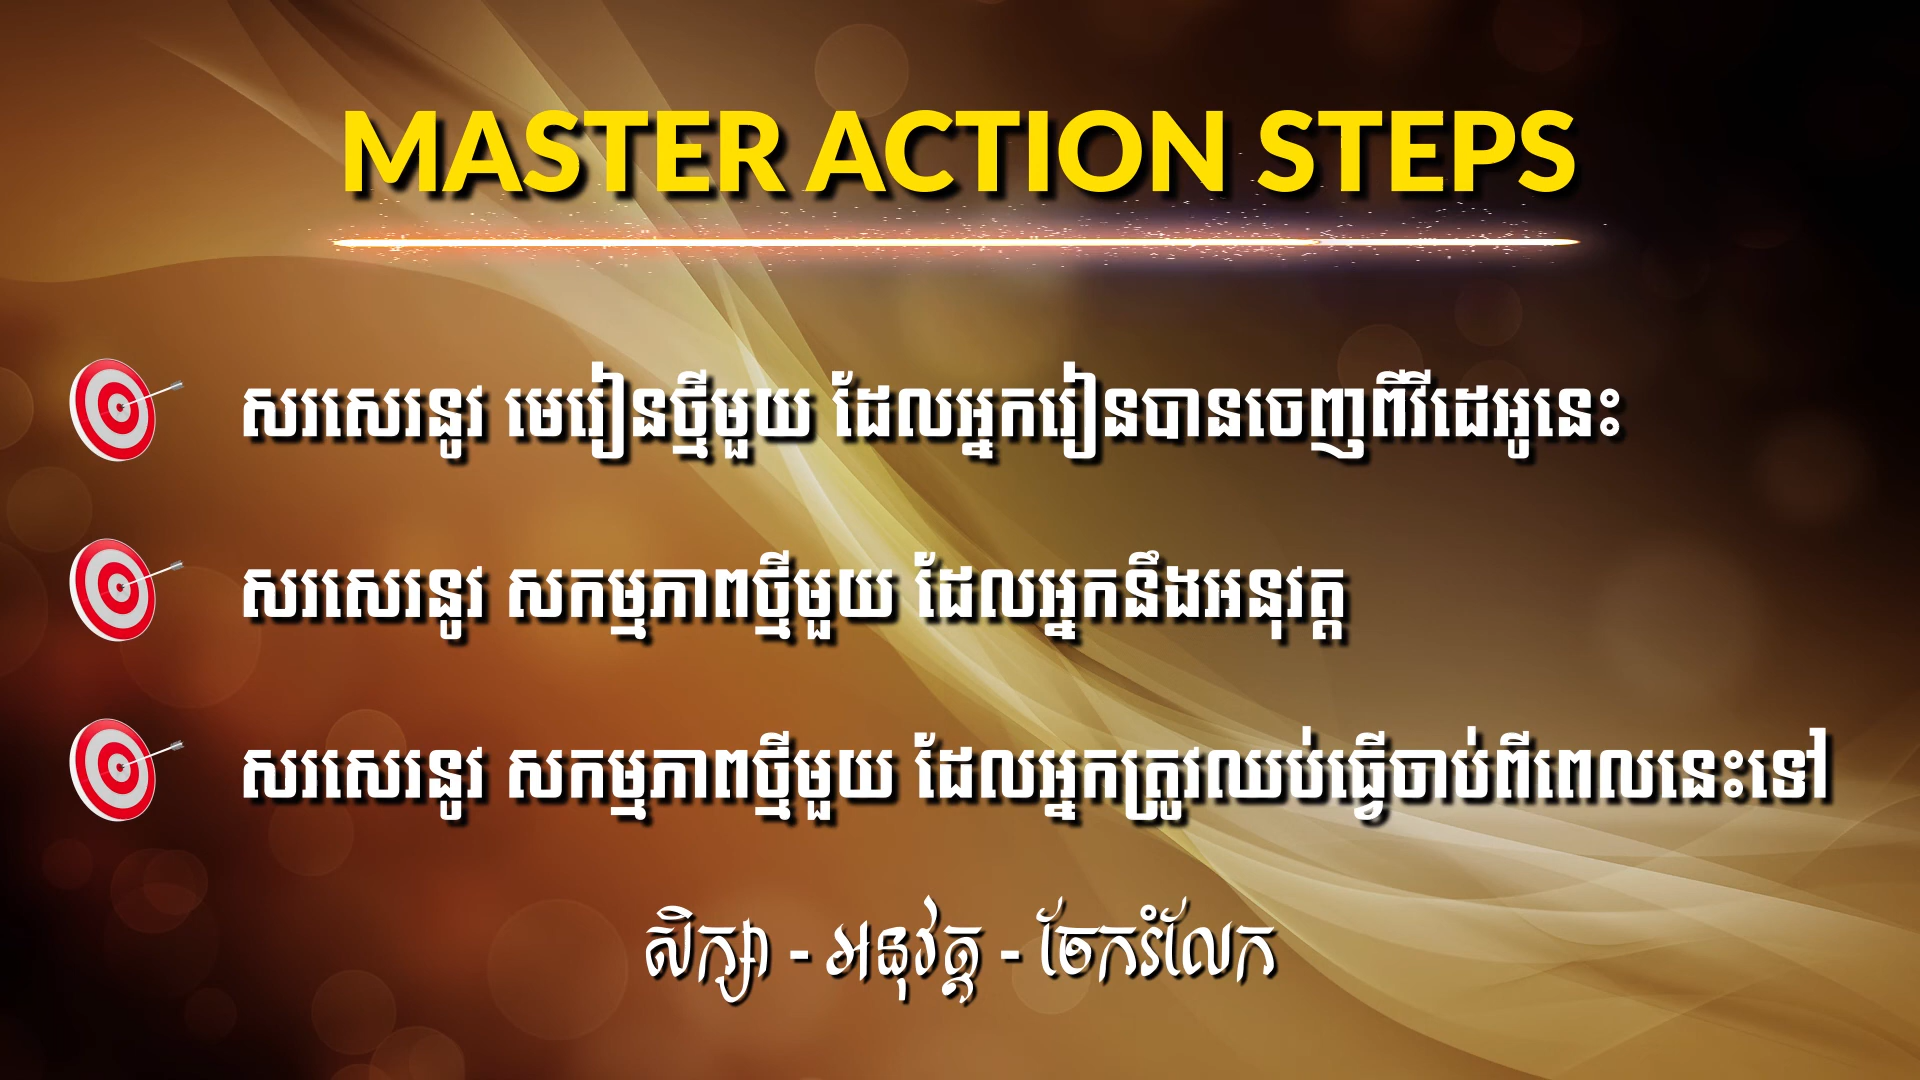 MASTER ACTION STEPS
សរសេរនូវ មេរៀនថ្មីមួយ ដែលអ្នករៀនបានចេញពីវីដេអូនេះ
សរសេរនូវ សកម្មភាពថ្មីមួយ ដែលអ្នកនឹងអនុវត្ត
សរសេរនូវ សកម្មភាពថ្មីមួយ ដែលអ្នកត្រូវឈប់ធ្វើចាប់ពីពេលនេះទៅ
សិក្សា - អនុវត្ត - ចែករំលែក